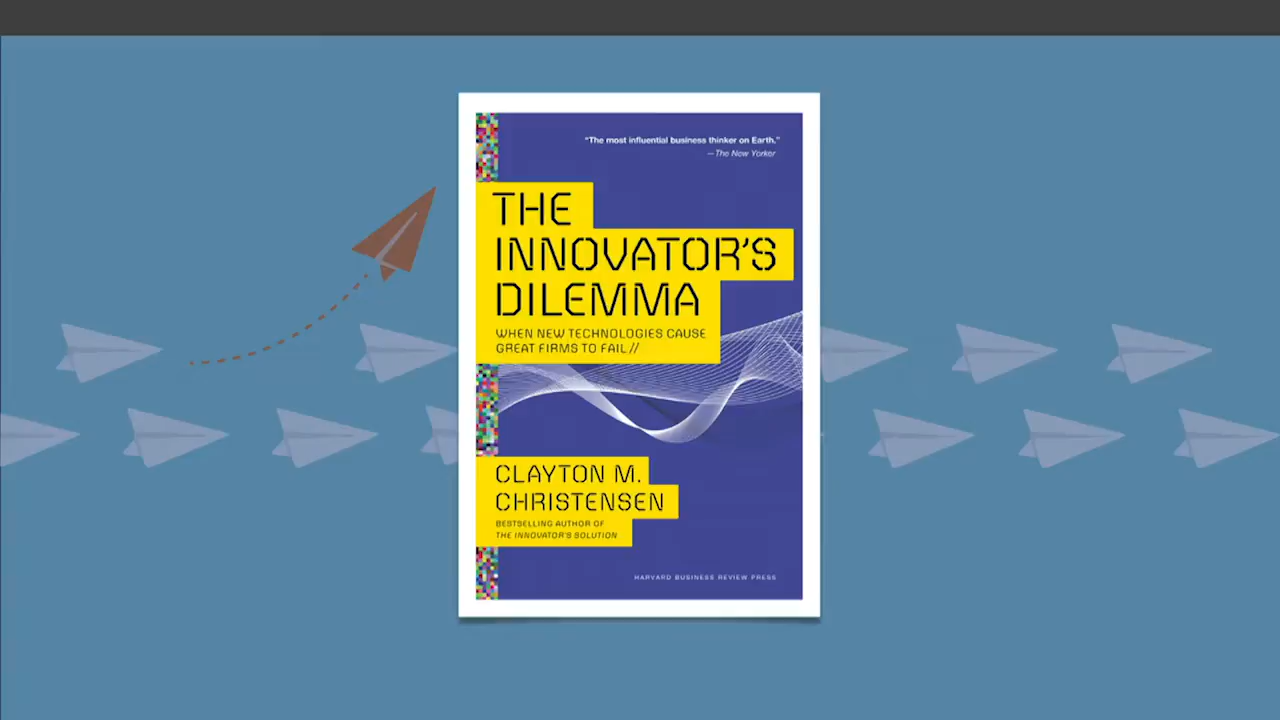 “The most influential business thinker on Earth.”
—The New Yorker
THE
INNOVATOR’S
DILEMMA
WHEN NEW TECHNOLOGIES CAUSE
GREAT FIRMS TO FAIL//
CLAYTON M.
CHRISTENSEN
BESTSELLING AUTHOR OF
THE INNOVATOR’S SOLUTION
HARVARD BUSINESS REVIEW PRESS